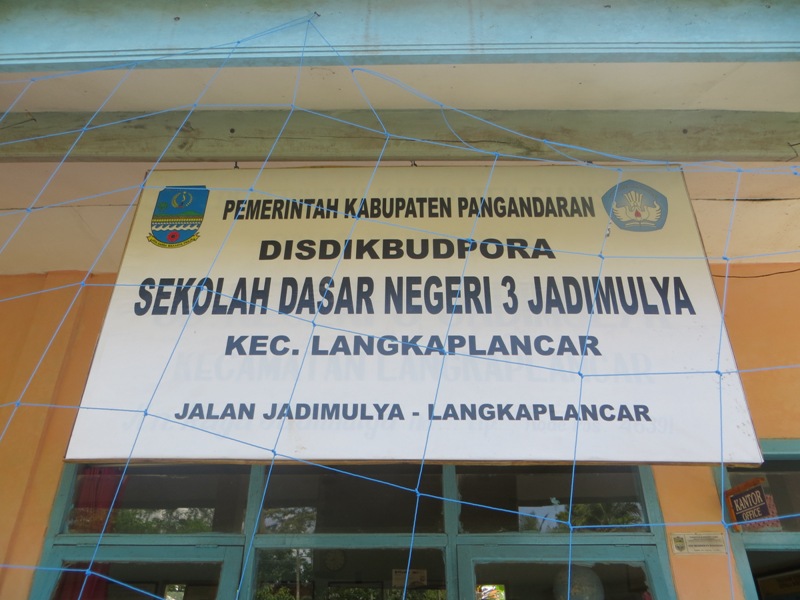 PEMERINTAH KABUPATEN PANGANDARAN
DISDIKBUDPORA
SEKOLAH DASAR NEGERI 3 JADIMULYA
KEC. LANGKAPLANCAR
JALAN JADIMULYA - LANGKAPLANCAR
KANTOR
OFFICE